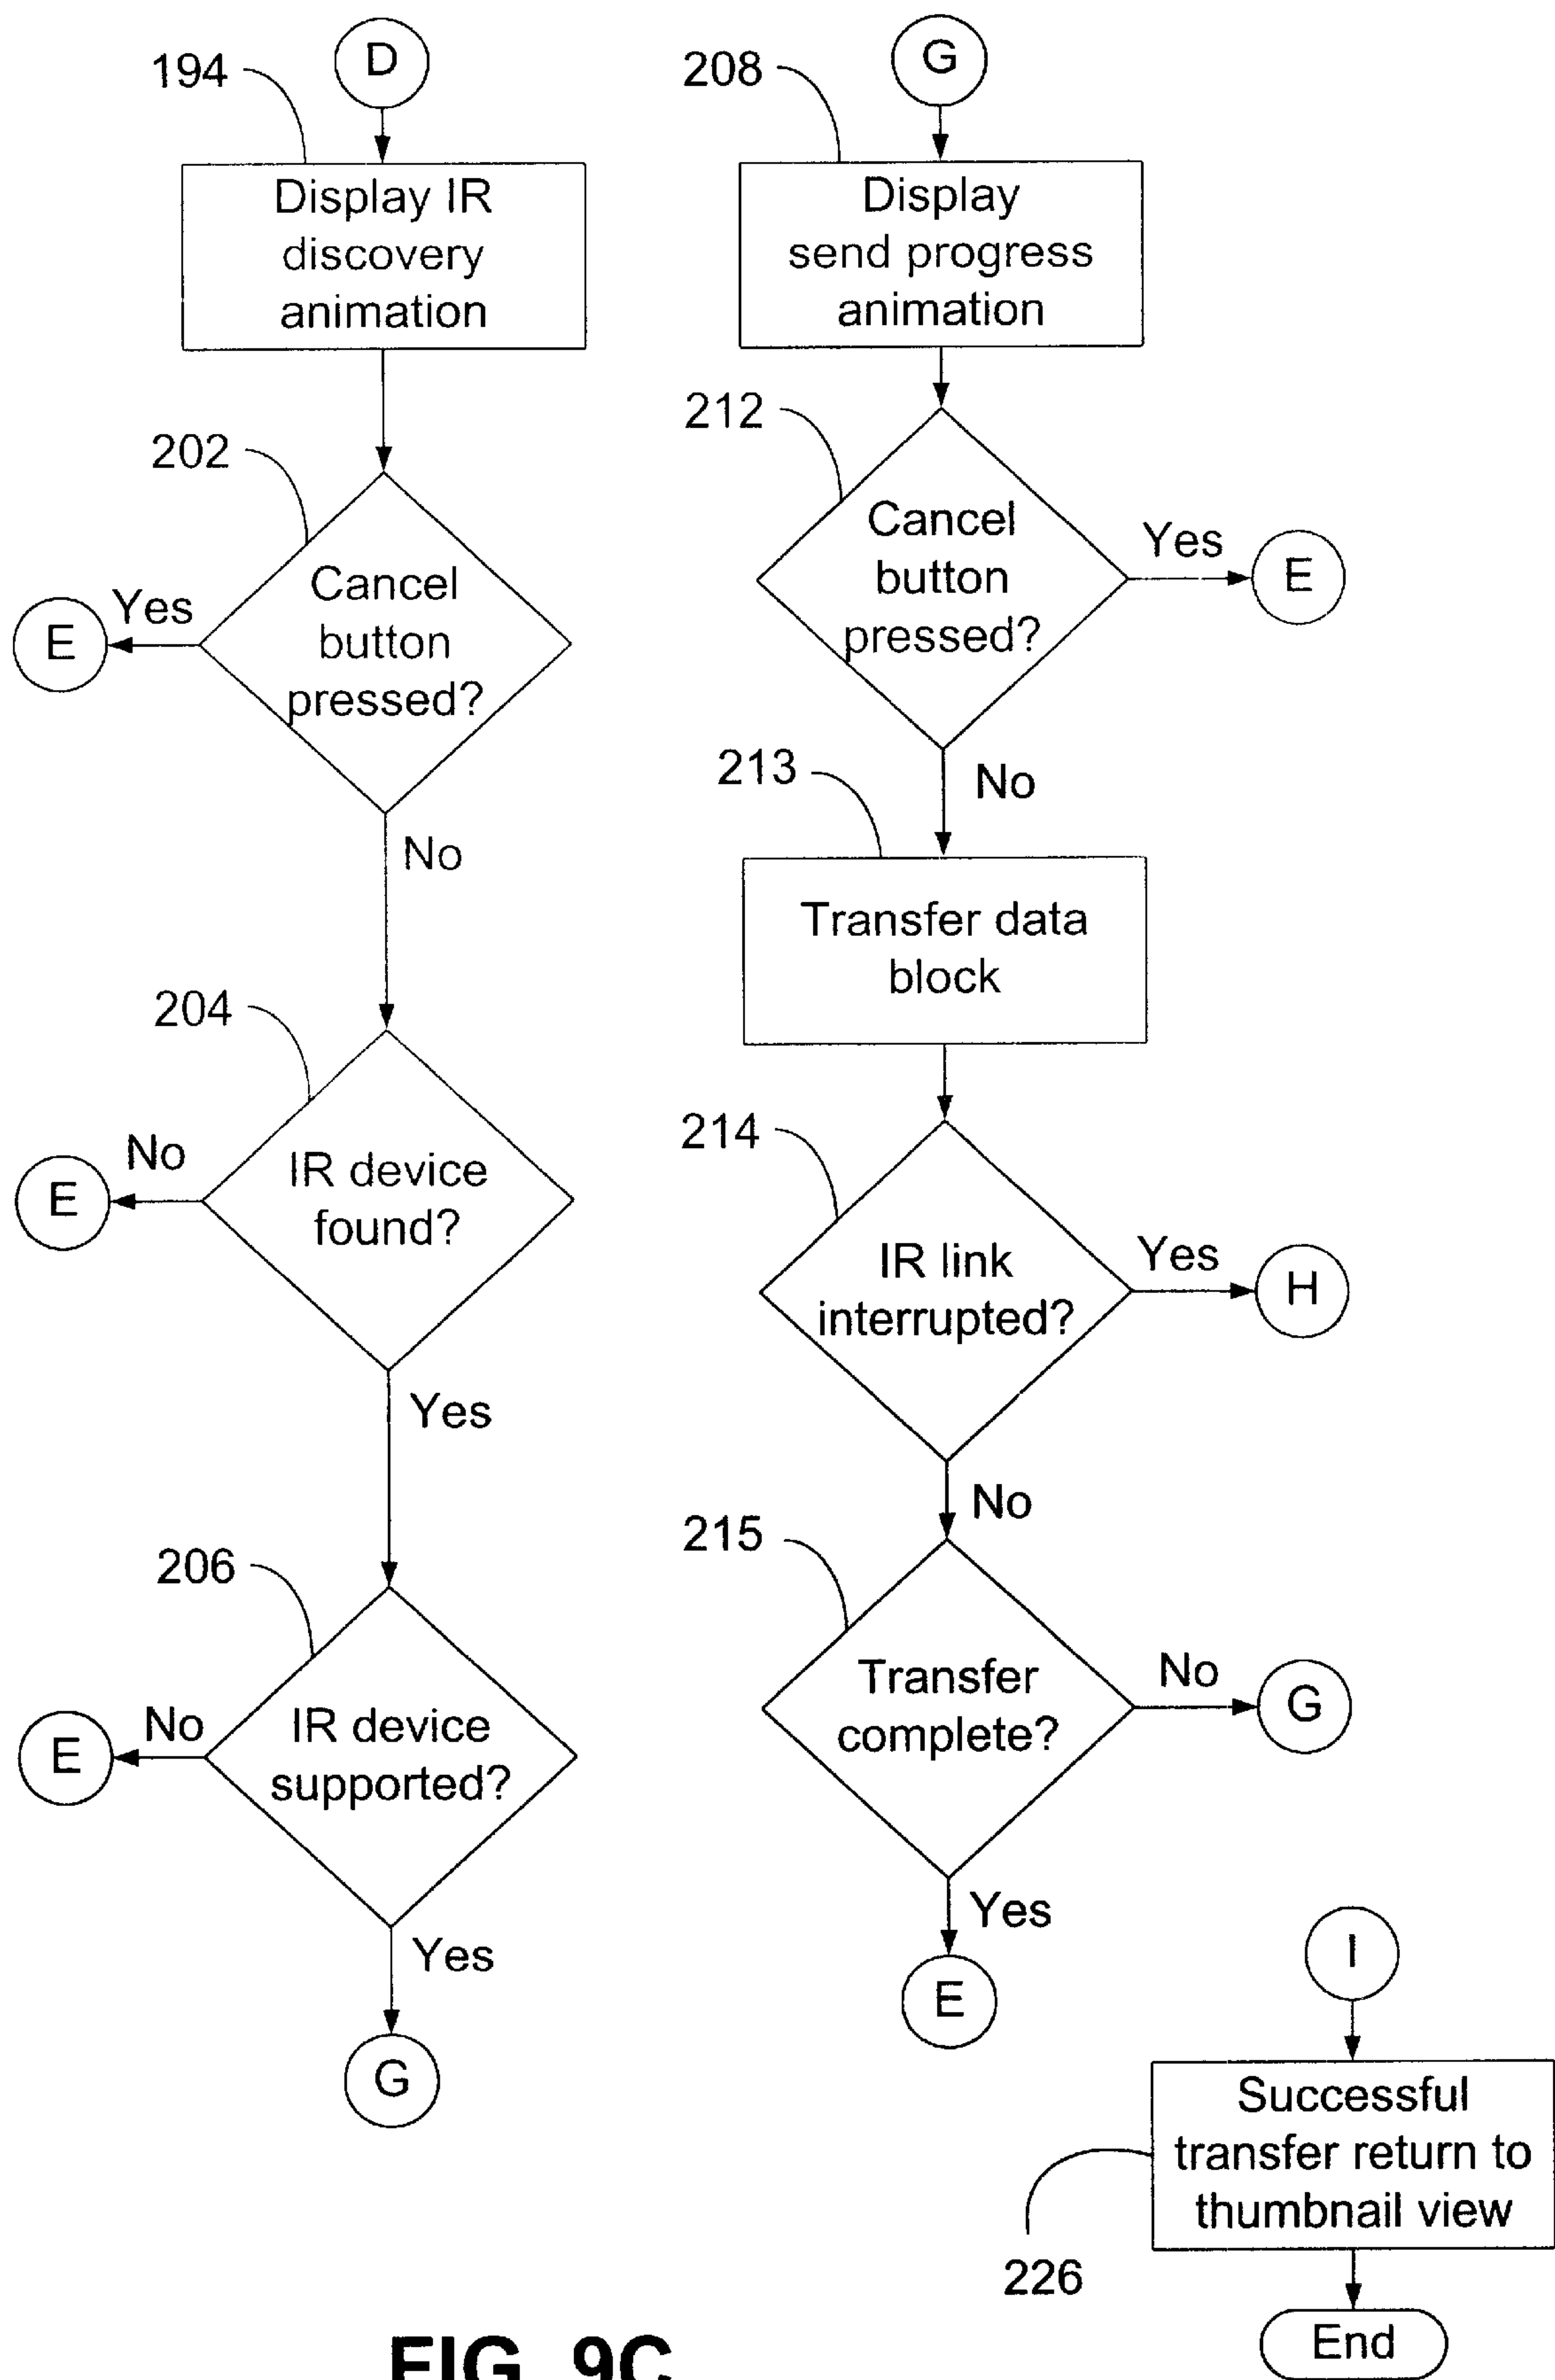 D
194
Display IR
discovery
animation
202
Cancel
button
pressed?
Yes
E
No
204
IR device
found?
No
E
Yes
206
IR device
supported?
No
E
Yes
G
G
208
Display
send progress
animation
212
Cancel
button
pressed?
Yes
E
No
213
Transfer data
block
214
IR link
interrupted?
Yes
H
No
215
Transfer
complete?
No
G
Yes
E
I
Successful
transfer return to
thumbnail view
226
End
FIG. 9C